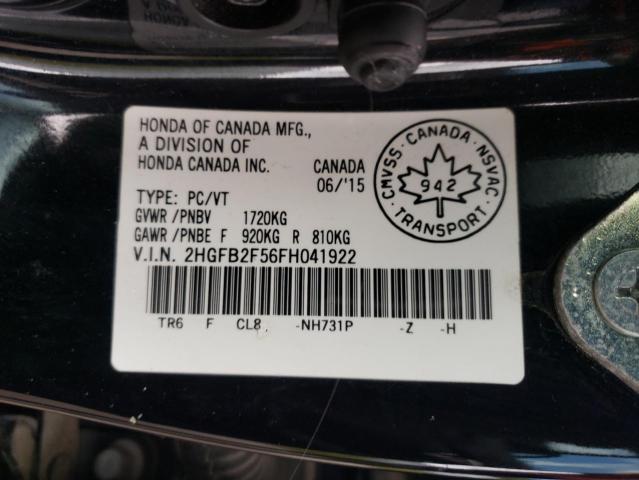 HONDA OF CANADA MFG.,
A DIVISION OF
HONDA CANADA INC. CANADA
06/'15
TYPE: PC/VT
GVWR /PNBV 1720KG
GAWR /PNBE F 920KG R 810KG
V.I.N. 2HGFB2F56FH041922
TR6 F CL8 -NH731P -Z -H
CMVSS · CANADA · NSVAC
942
TRANSPORT